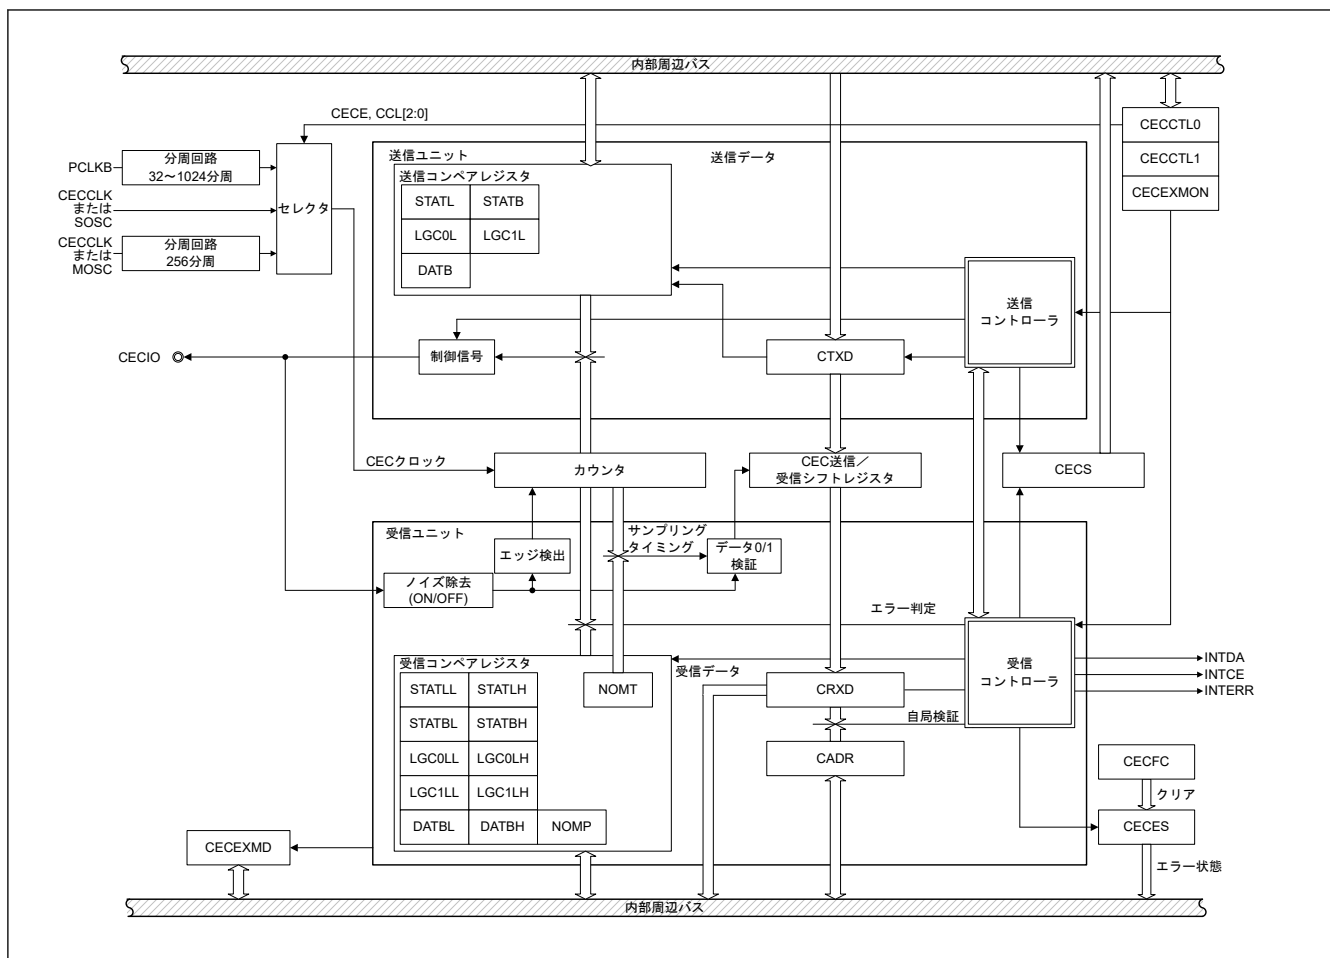 内部周辺バス
CECE, CCL[2:0]
CECCTL0
CECCTL1
CECEXMON
送信ユニット
送信データ
PCLKB
分周回路
32～1024分周
送信コンペアレジスタ
STATL
STATB
CECCLK
または
SOSC
セレクタ
LGC0L
LGC1L
CECCLK
または
MOSC
分周回路
256分周
DATB
送信
コントローラ
CECIO
制御信号
CTXD
CECクロック
カウンタ
CEC送信／
受信シフトレジスタ
CECS
受信ユニット
サンプリング
タイミング
エッジ検出
データ0/1
検証
ノイズ除去
(ON/OFF)
エラー判定
受信コンペアレジスタ
受信データ
受信
コントローラ
INTDA
INTCE
INTERR
STATLL
STATLH
NOMT
CRXD
STATBL
STATBH
自局検証
LGC0LL
LGC0LH
CADR
CECFC
クリア
LGC1LL
LGC1LH
DATBL
DATBH
NOMP
CECES
CECEXMD
エラー状態
内部周辺バス